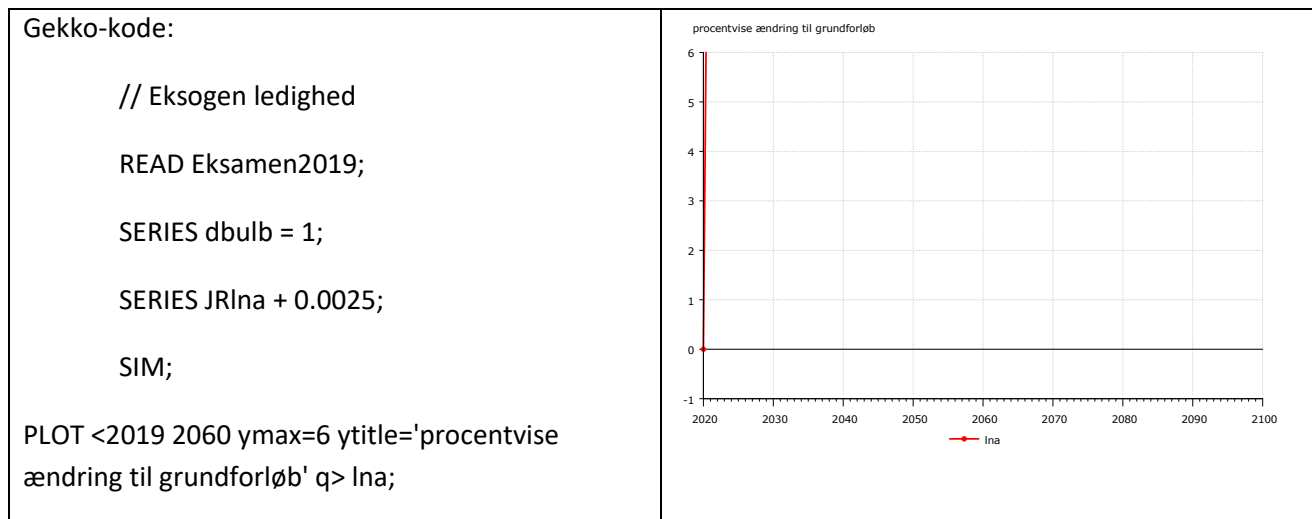 Gekko-kode:
// Eksogen ledighed
READ Eksamen2019;
SERIES dbulb = 1;
SERIES JRlna + 0.0025;
SIM;
PLOT <2019 2060 ymax=6 ytitle='procentvise
ændring til grundforløb' q> lna;
procentvise ændring til grundforløb
6
5
4
3
2
1
0
-1
2020 2030 2040 2050 2060 2070 2080 2090 2100
lna